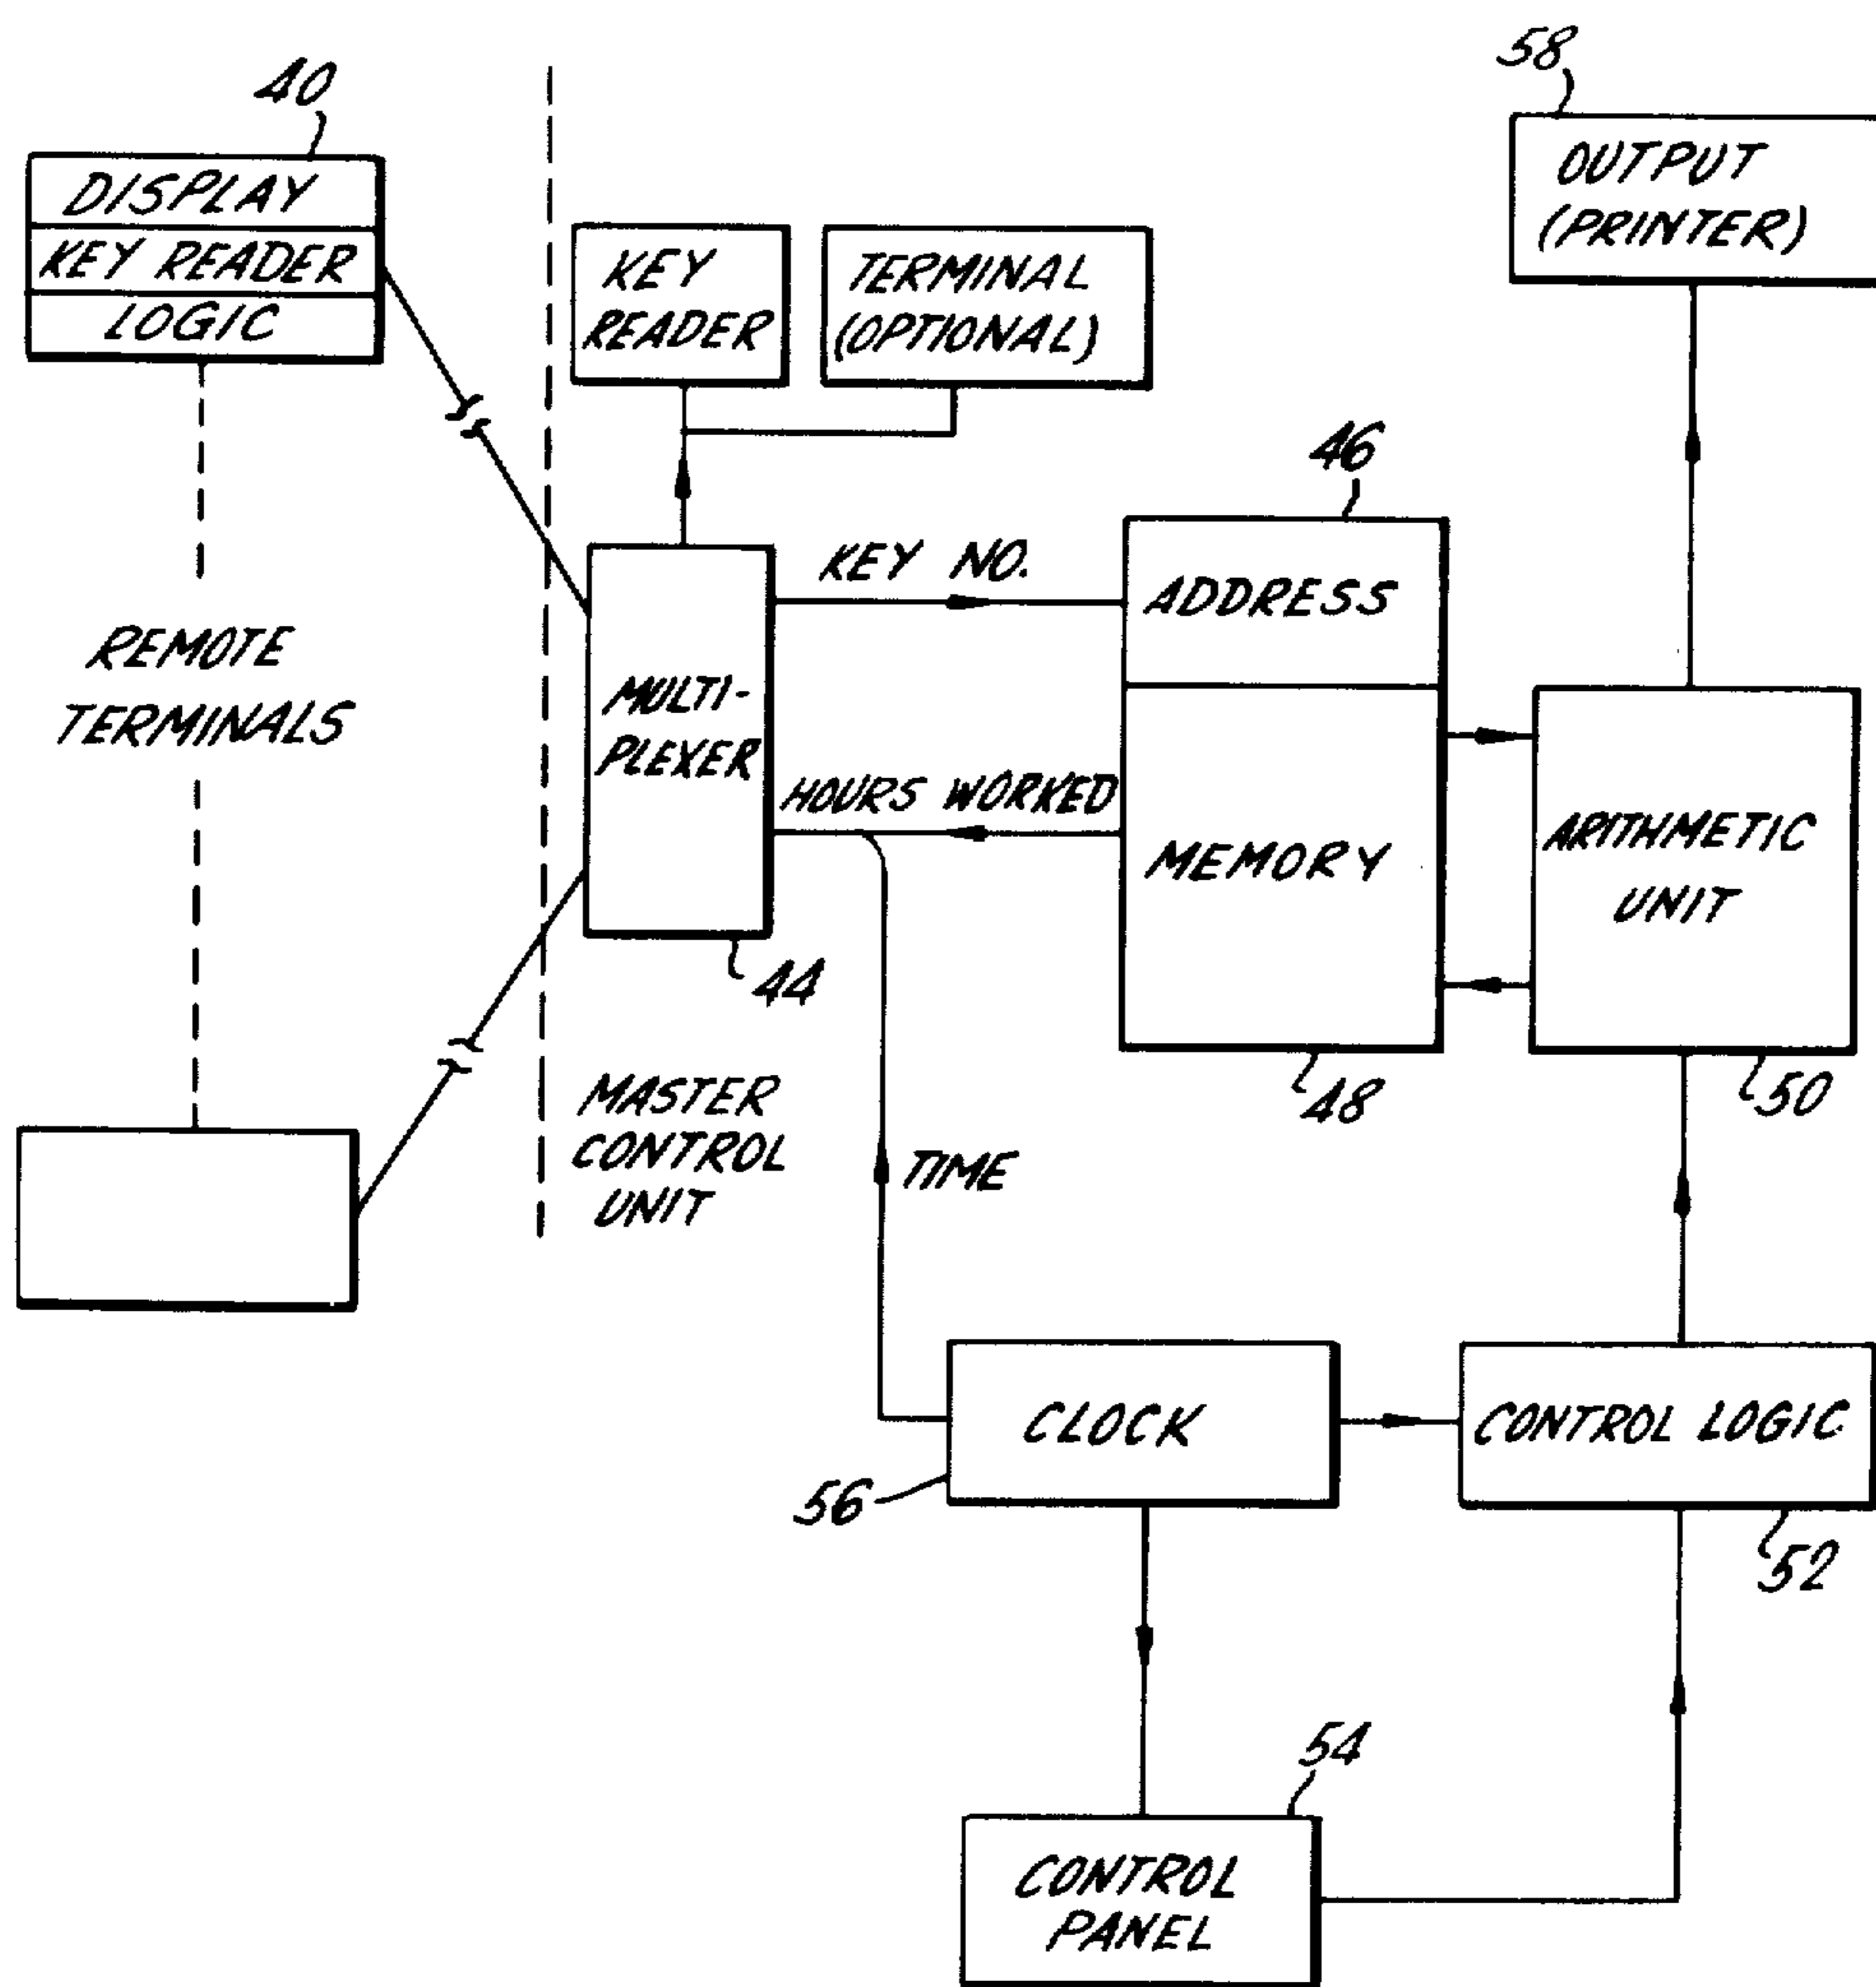 40
DISPLAY
KEY READER
LOGIC
REMOTE
TERMINALS
KEY
READER
TERMINAL
(OPTIONAL)
58
OUTPUT
(PRINTER)
KEY NO.
46
ADDRESS
MULTI-
PLEXER
HOURS WORKED
MEMORY
ARITHMETIC
UNIT
44
48
50
MASTER
CONTROL
UNIT
TIME
CLOCK
CONTROL LOGIC
56
52
54
CONTROL
PANEL